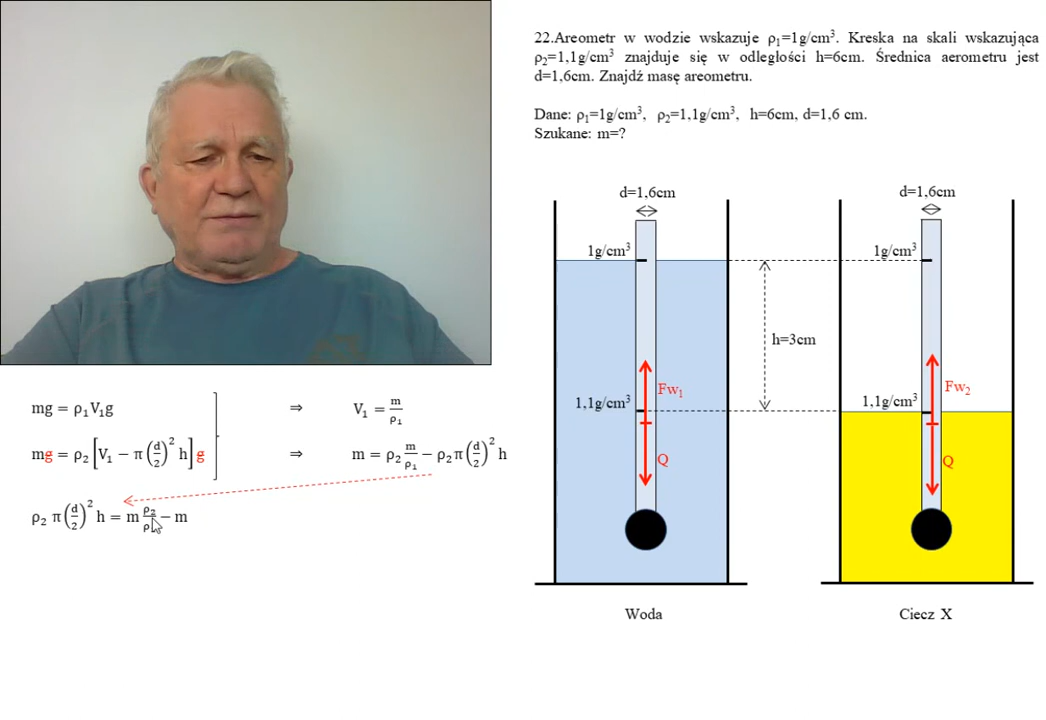 22.Areometr w wodzie wskazuje ρ₁=1g/cm³. Kreska na skali wskazująca
ρ₂=1,1g/cm³ znajduje się w odległości h=6cm. Średnica aerometru jest
d=1,6cm. Znajdź masę areometru.
Dane: ρ₁=1g/cm³, ρ₂=1,1g/cm³, h=6cm, d=1,6 cm.
Szukane: m=?
d=1,6cm
d=1,6cm
1g/cm³
1g/cm³
h=3cm
Fw₁
Fw₂
1,1g/cm³
1,1g/cm³
Q
Q
Woda
Ciecz X
mg = ρ₁V₁g ⇒ V₁ = m/ρ₁
mg = ρ₂[V₁ − π(d/2)²h]g ⇒ m = ρ₂ m/ρ₁ − ρ₂π(d/2)²h
ρ₂ π(d/2)²h = m ρ₂/ρ₁ − m